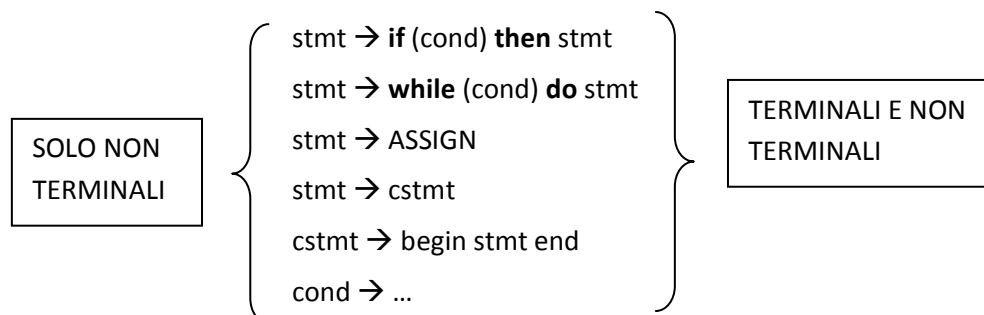 SOLO NON
TERMINALI
stmt → if (cond) then stmt
stmt → while (cond) do stmt
stmt → ASSIGN
stmt → cstmt
cstmt → begin stmt end
cond → …
TERMINALI E NON
TERMINALI